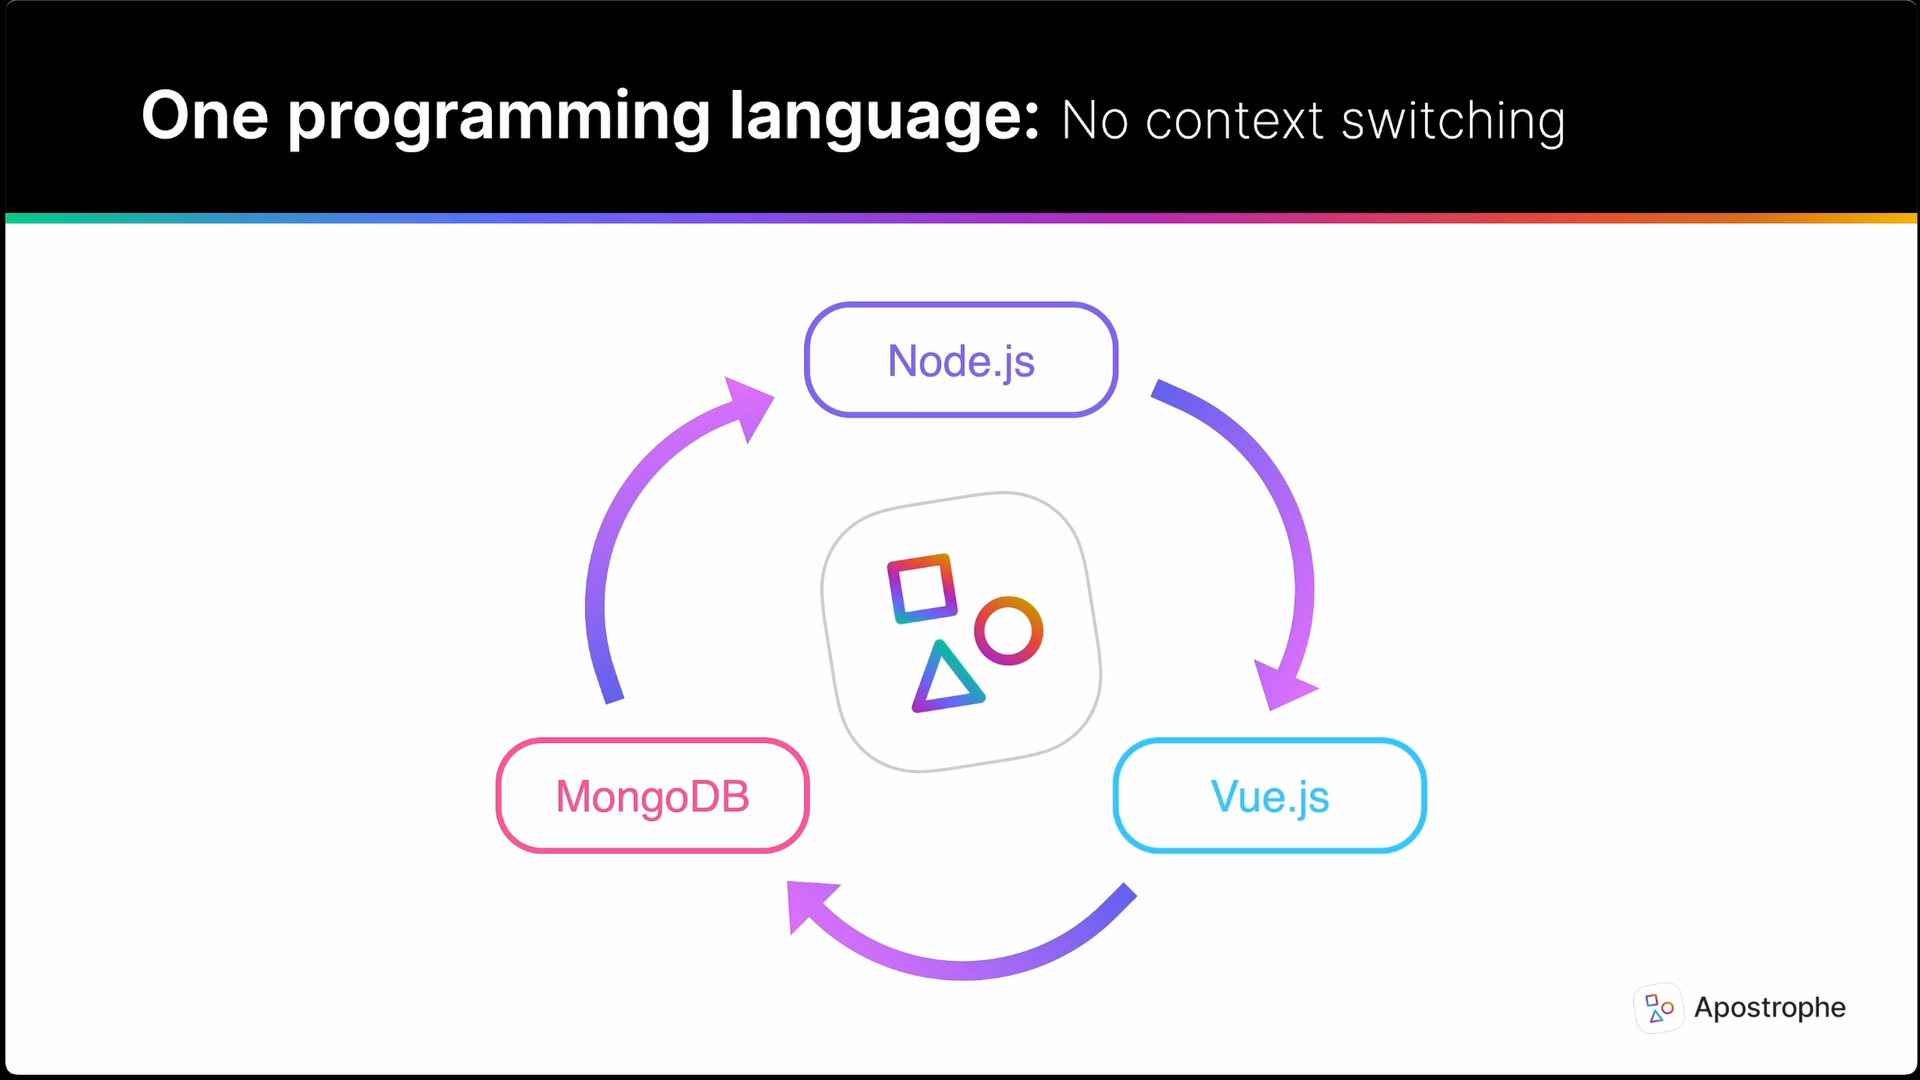 One programming language: No context switching
Node.js
MongoDB
Vue.js
Apostrophe